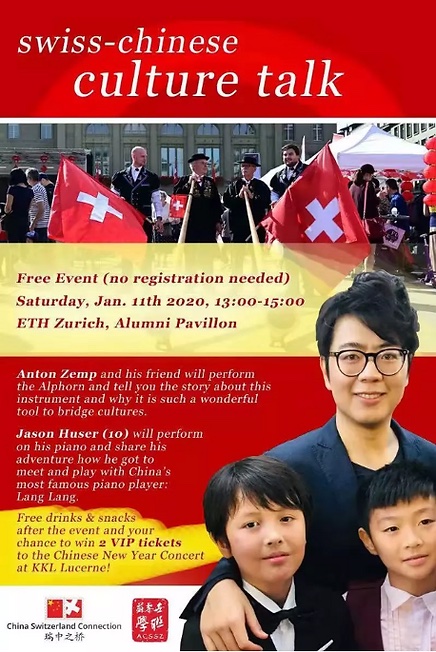 swiss-chinese
culture talk
Free Event (no registration needed)
Saturday, Jan. 11th 2020, 13:00-15:00
ETH Zurich, Alumni Pavillon
Anton Zemp and his friend will perform
the Alphorn and tell you the story about this
instrument and why it is such a wonderful
tool to bridge cultures.
Jason Huser (10) will perform
on his piano and share his
adventure how he got to
meet and play with China's
most famous piano player:
Lang Lang.
Free drinks & snacks
after the event and your
chance to win 2 VIP tickets
to the Chinese New Year Concert
at KKL Lucerne!
China Switzerland Connection
瑞中之桥
ACSSZ